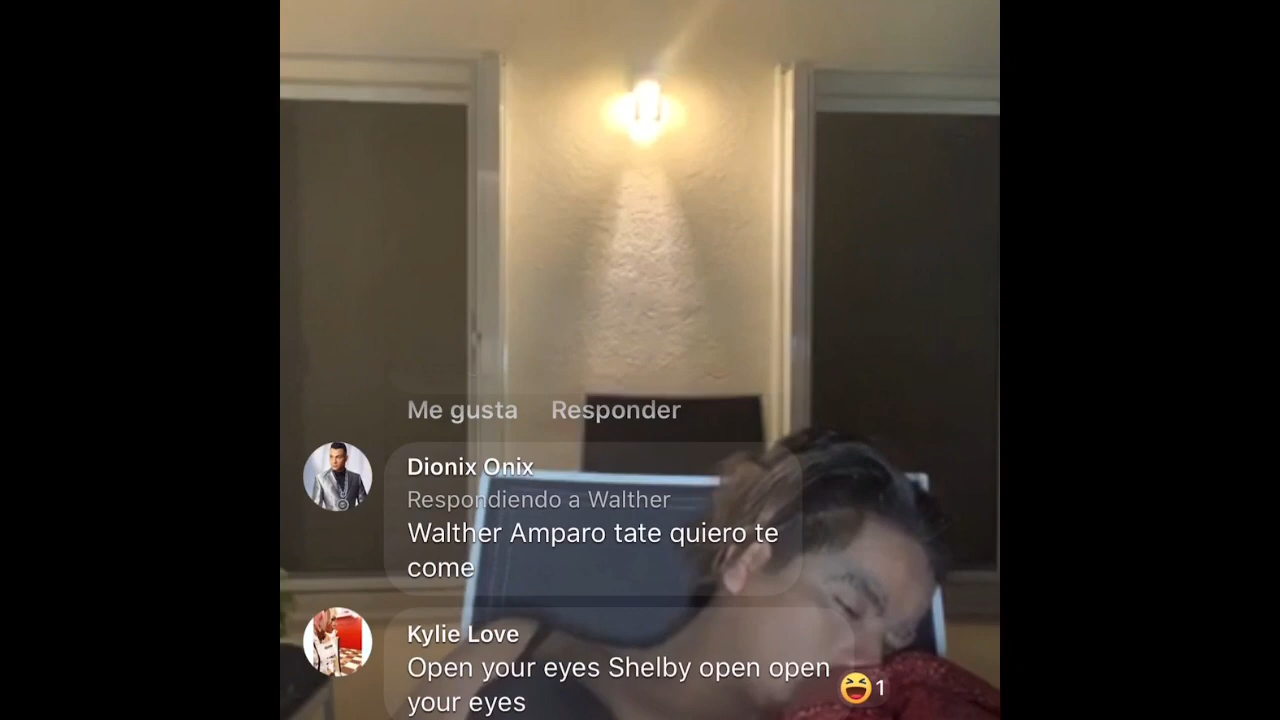 Me gusta Responder
Dionix Onix
Respondiendo a Walther
Walther Amparo tate quiero te
come
Kylie Love
Open your eyes Shelby open open
your eyes
1